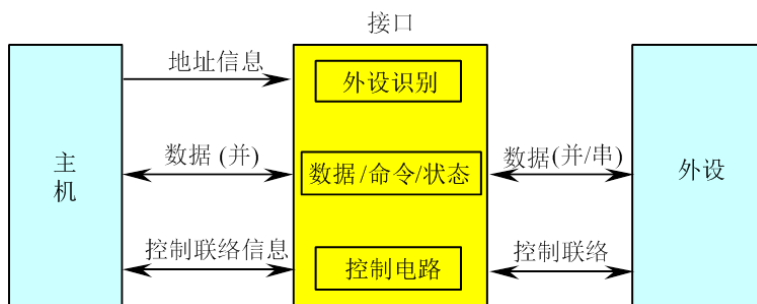 接口
地址信息
外设识别
主机
数据 (并)
数据/命令/状态
数据(并/串)
外设
控制联络信息
控制电路
控制联络